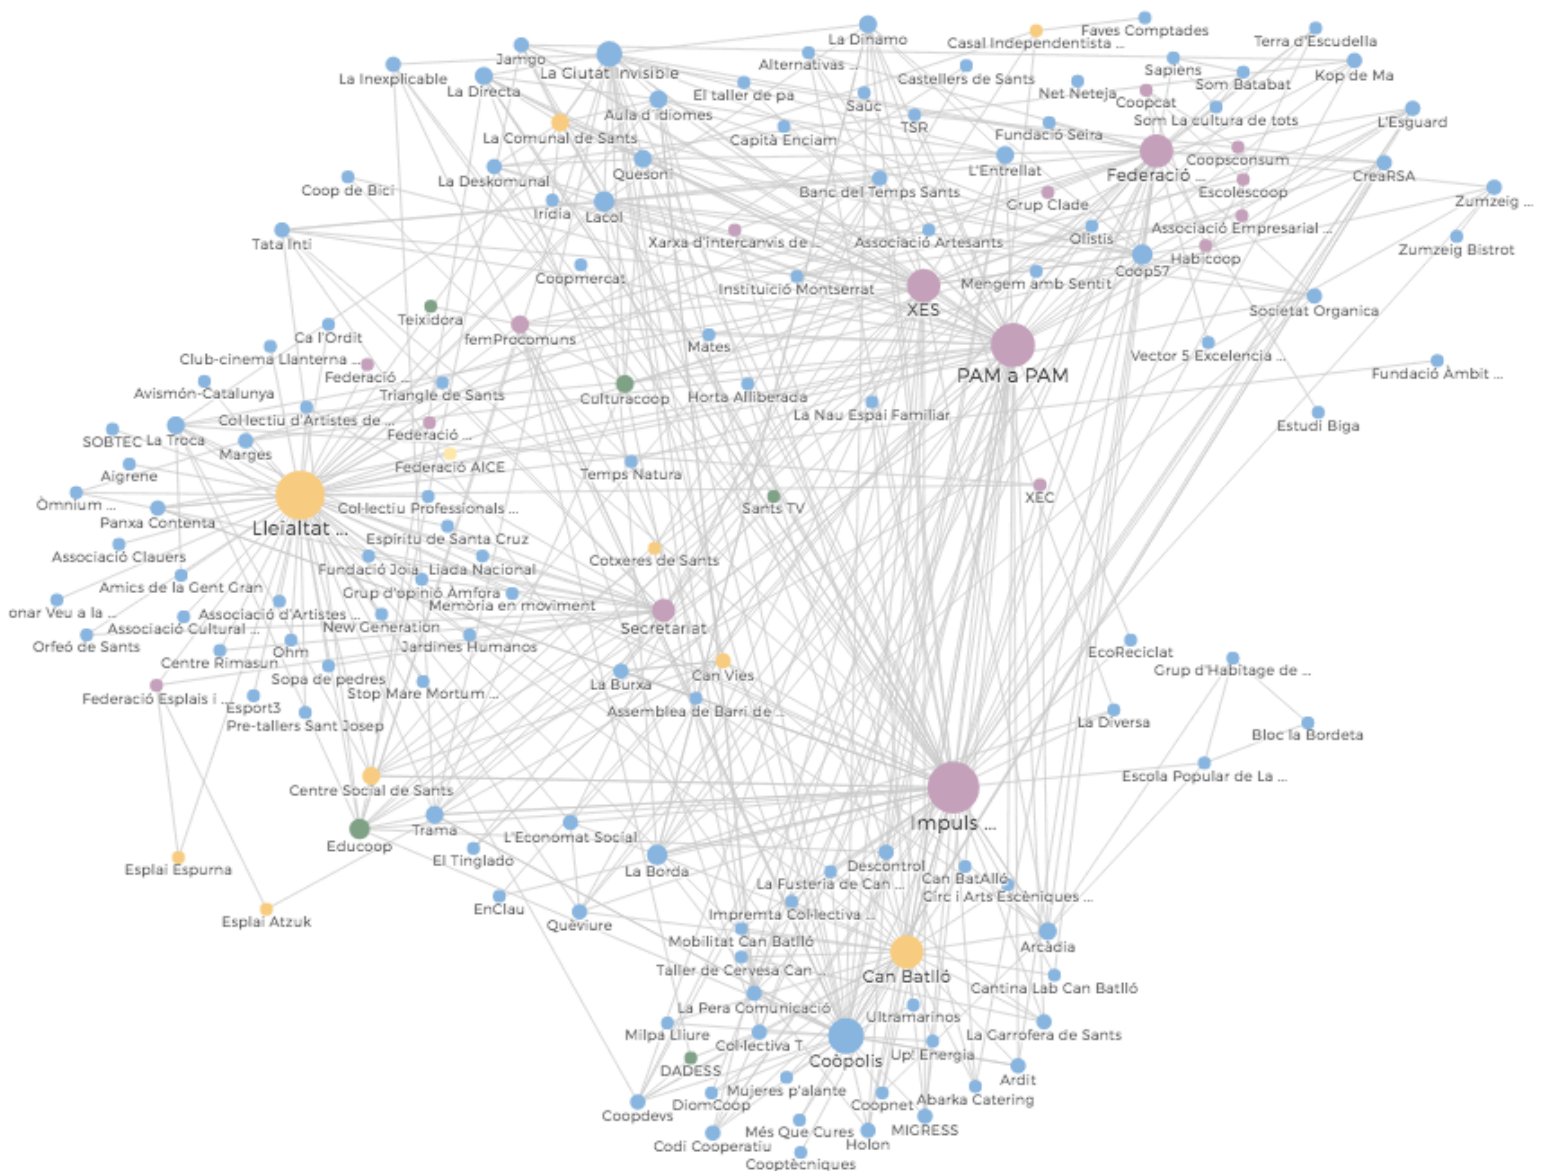 La Dinamo
Faves Comptades
Casal Independentista ...
Terra d'Escudella
Jamgo
La Ciutat Invisible
La Inexplicable
Alternativas ...
Castellers de Sants
Sapiens
Som Batabat
Kop de Ma
La Directa
El taller de pa
Net Neteja
Coopcat
Saüc
Aula d'idiomes
TSR
Som La cultura de tots
L'Esguard
La Comunal de Sants
Capità Enciam
Fundació Seira
Quesoni
L'Entrellat
Federació ...
Coopsconsum
CreaRSA
La Deskomunal
Coop de Bici
Banc del Temps Sants
Escolescoop
Zumzeig ...
Irídia
Lacol
Grup Clade
Tata Inti
Xarxa d'intercanvis de ...
Associació Artesants
Olistis
Associació Empresarial ...
Zumzeig Bistrot
Habicoop
Coop57
Coopmercat
Instituició Montserrat
Mengem amb Sentit
XES
Societat Organica
Teixidora
femProcomuns
Ca l'Ordit
Mates
Club-cinema Llanterna ...
Vector 5 Excelencia ...
Federació ...
PAM a PAM
Fundació Àmbit ...
Avismón-Catalunya
Triangle de Sants
Culturacoop
Horta Alliberada
La Nau Espai Familiar
Col·lectiu d'Artistes de ...
Estudi Biga
SOBTEC
La Troca
Federació ...
Marges
Federació AICE
Aigrene
Temps Natura
Òmnium ...
Sants TV
XEC
Panxa Contenta
Lleialtat ...
Col·lectiu Professionals ...
Espíritu de Santa Cruz
Associació Clauers
Cotxeres de Sants
Fundació Joia
Lliada Nacional
Amics de la Gent Gran
Grup d'opinió Àmfora
Memòria en moviment
onar Veu a la ...
Associació d'Artistes ...
Associació Cultural ...
New Generation
Secretariat
Orfeó de Sants
Ohm
Jardines Humanos
EcoReciclat
Centre Rimasun
Grup d'Habitage de ...
Sopa de pedres
Can Vies
La Burxa
Federació Esplais i ...
Stop Mare Mortum ...
Esport3
Assemblea de Barri de ...
Pre-tallers Sant Josep
La Diversa
Bloc la Bordeta
Escola Popular de La ...
Centre Social de Sants
Impuls ...
Trama
L'Economat Social
Educoop
El Tinglado
Esplai Espurna
La Borda
Descontrol
Can BatAlló
La Fusteria de Can ...
Circ i Arts Escèniques ...
EnClau
Impremta Col·lectiva ...
Esplai Atzuk
Quèviure
Mobilitat Can Batlló
Arcàdia
Taller de Cervesa Can ...
Can Batlló
Cantina Lab Can Batlló
La Pera Comunicació
Ultramarinos
Milpa Lliure
La Garrofera de Sants
Col·lectiva T
Coòpolis
Up! Energia
DADESS
Ardit
Mujeres p'alante
Abarka Catering
DiomCoop
Coopnet
Coopdevs
Més Que Cures
MIGRESS
Codi Cooperatiu
Holon
Cooptècniques